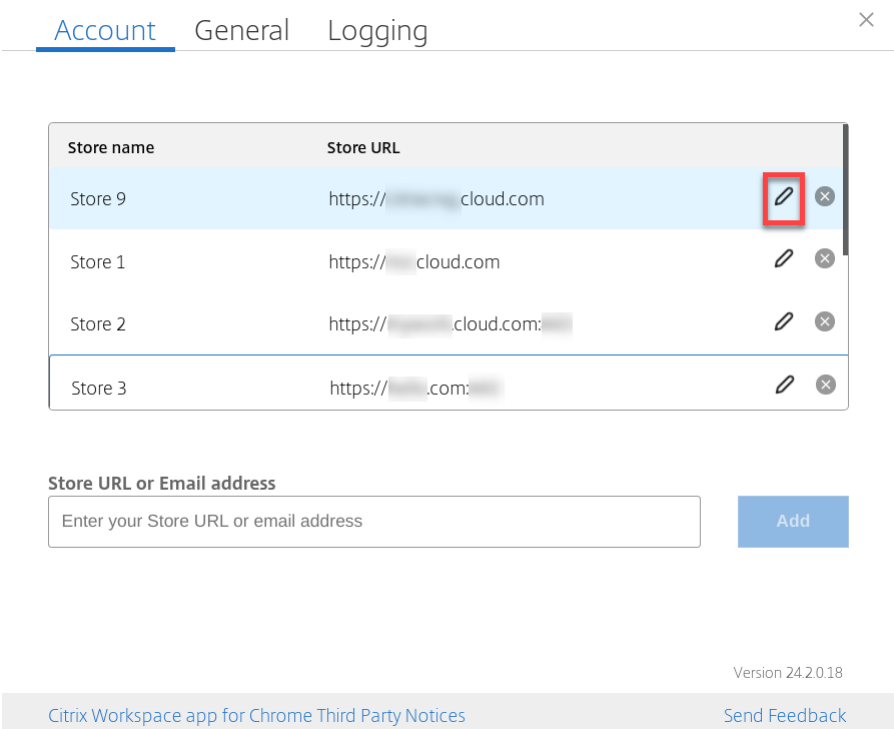 Account General Logging
Store name Store URL
Store 9 https:// cloud.com
Store 1 https:// cloud.com
Store 2 https:// .cloud.com:
Store 3 https:// .com:
Store URL or Email address
Enter your Store URL or email address
Add
Version 24.2.0.18
Citrix Workspace app for Chrome Third Party Notices Send Feedback